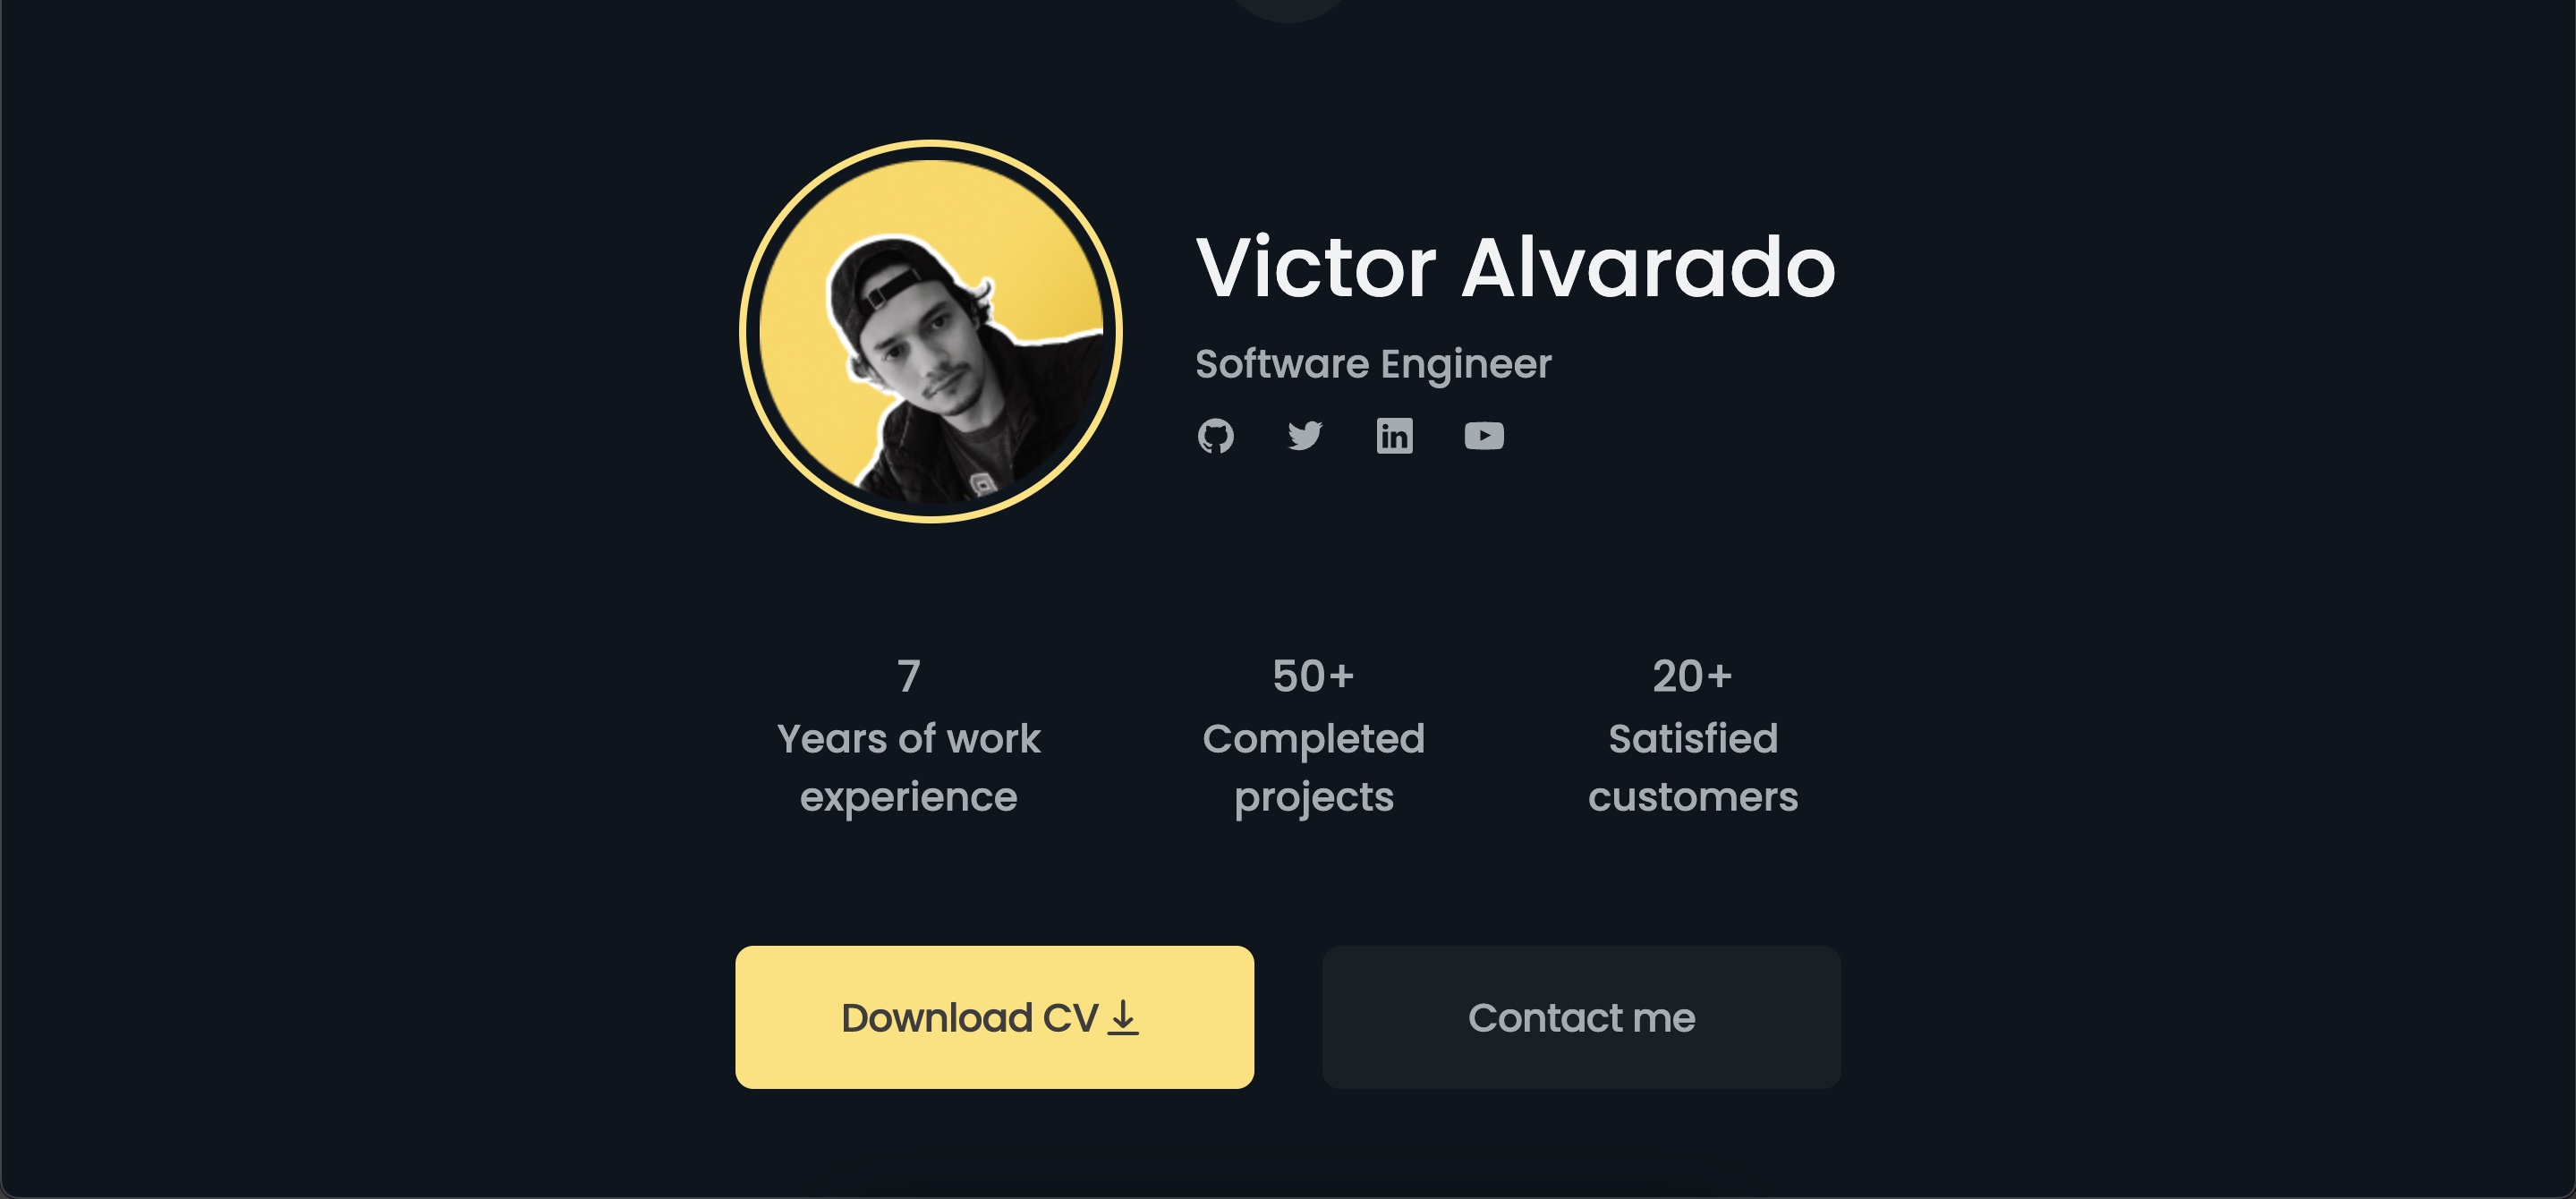 Victor Alvarado
Software Engineer
in
7
Years of work
experience
50+
Completed
projects
20+
Satisfied
customers
Download CV
Contact me